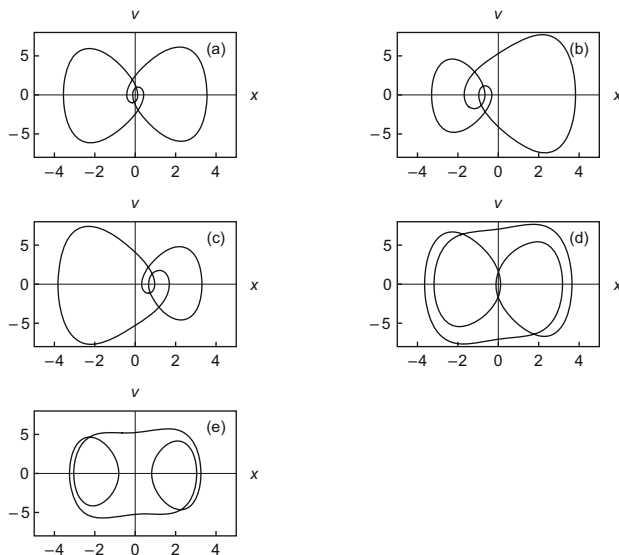 v v
5 (a) 5 (b)
0 x 0 x
−5 −5
−4 −2 0 2 4 −4 −2 0 2 4
v v
5 (c) 5 (d)
0 x 0 x
−5 −5
−4 −2 0 2 4 −4 −2 0 2 4
v
5 (e)
0 x
−5
−4 −2 0 2 4